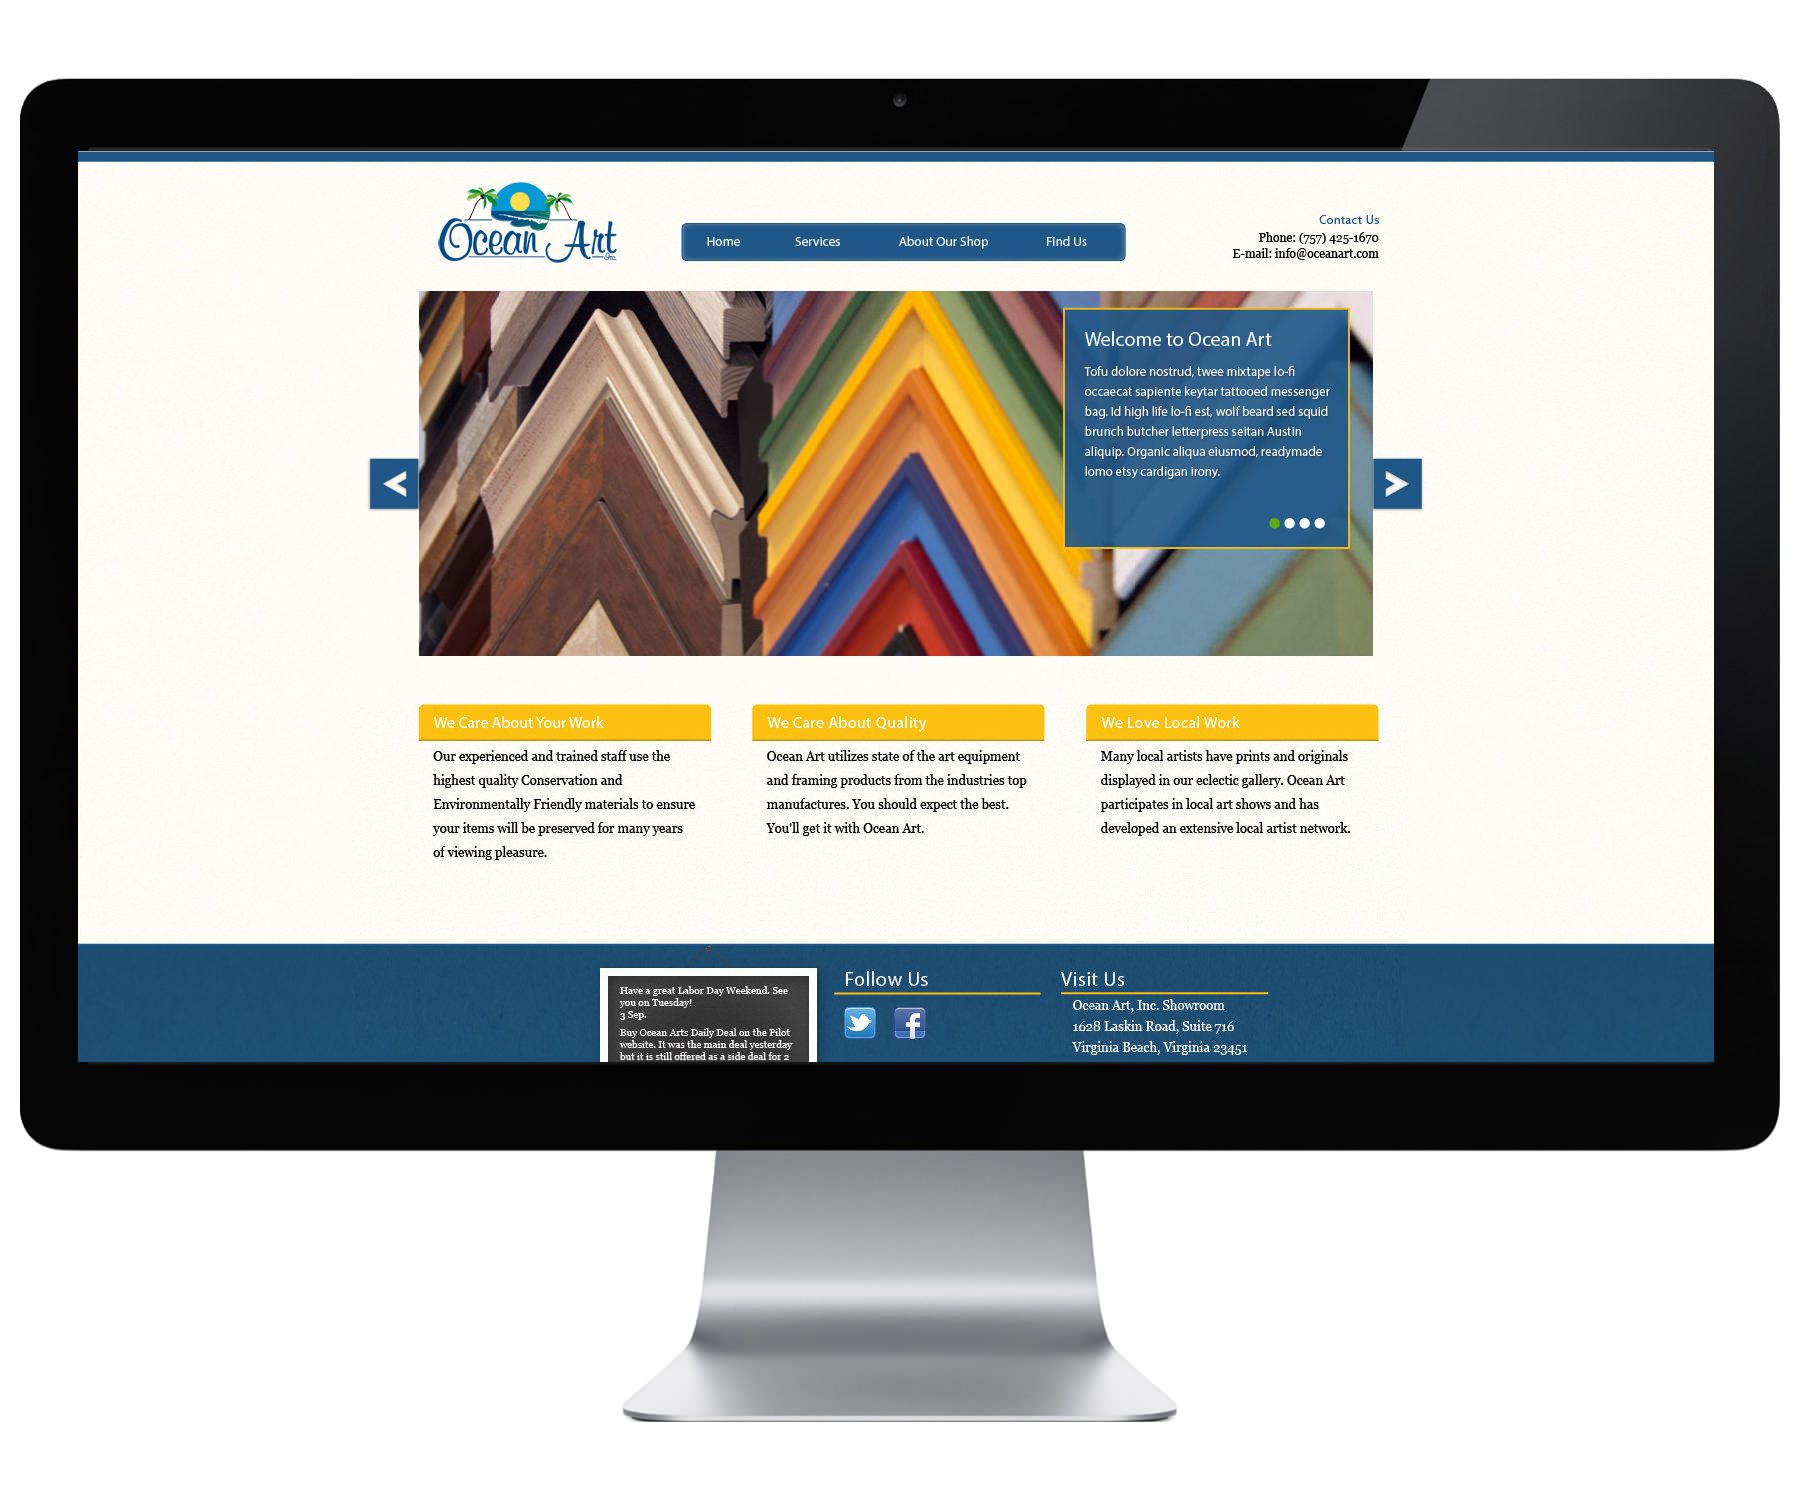 Ocean Art
Inc.
Home Services About Our Shop Find Us
Contact Us
Phone: (757) 425-1670
E-mail: info@oceanart.com
Welcome to Ocean Art
Tofu dolore nostrud, twee mixtape lo-fi
occaecat sapiente keytar tattooed messenger
bag. Id high life lo-fi est, wolf beard sed squid
brunch butcher letterpress seitan Austin
aliquip. Organic aliqua eiusmod, readymade
lomo etsy cardigan irony.
We Care About Your Work
Our experienced and trained staff use the
highest quality Conservation and
Environmentally Friendly materials to ensure
your items will be preserved for many years
of viewing pleasure.
We Care About Quality
Ocean Art utilizes state of the art equipment
and framing products from the industries top
manufactures. You should expect the best.
You'll get it with Ocean Art.
We Love Local Work
Many local artists have prints and originals
displayed in our eclectic gallery. Ocean Art
participates in local art shows and has
developed an extensive local artist network.
Have a great Labor Day Weekend. See
you on Tuesday!
3 Sep.
Buy Ocean Arts Daily Deal on the Pilot
website. It was the main deal yesterday
but it is still offered as a side deal for 2
Follow Us
Visit Us
Ocean Art, Inc. Showroom
1628 Laskin Road, Suite 716
Virginia Beach, Virginia 23451